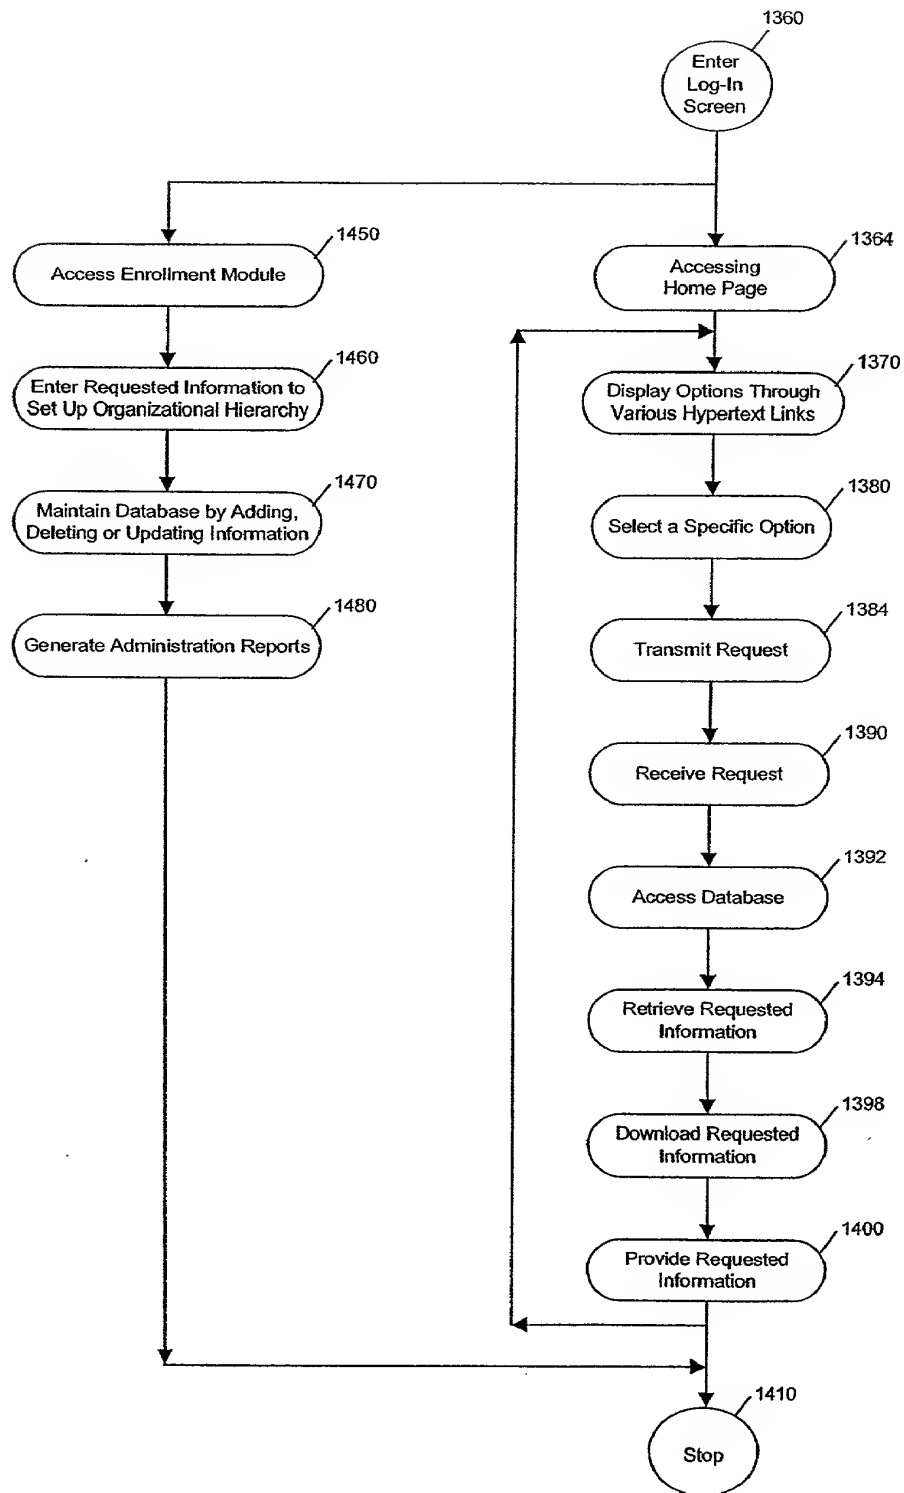 1360
Enter
Log-In
Screen
1450
Access Enrollment Module
1364
Accessing
Home Page
1460
Enter Requested Information to
Set Up Organizational Hierarchy
1370
Display Options Through
Various Hypertext Links
1470
Maintain Database by Adding,
Deleting or Updating Information
1380
Select a Specific Option
1480
Generate Administration Reports
1384
Transmit Request
1390
Receive Request
1392
Access Database
1394
Retrieve Requested
Information
1398
Download Requested
Information
1400
Provide Requested
Information
1410
Stop